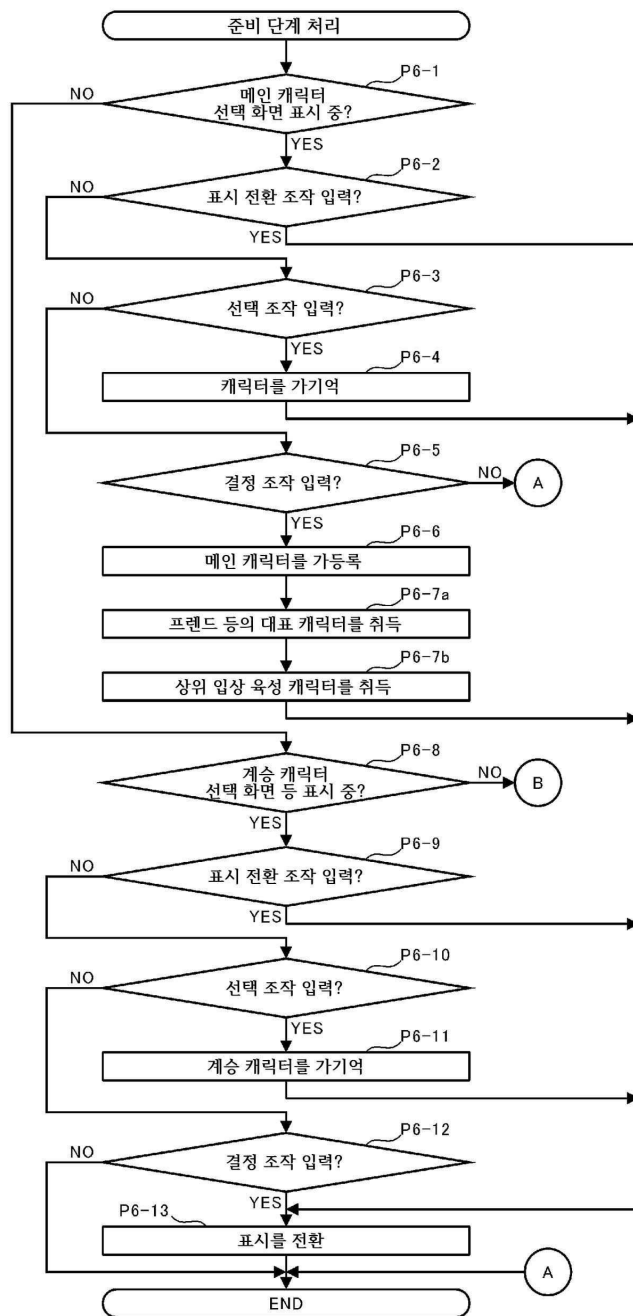 준비 단계 처리
P6-1
NO
메인 캐릭터
선택 화면 표시 중?
YES
P6-2
NO
표시 전환 조작 입력?
YES
P6-3
NO
선택 조작 입력?
YES
P6-4
캐릭터를 가기억
P6-5
결정 조작 입력?
NO
A
YES
P6-6
메인 캐릭터를 가등록
P6-7a
프렌드 등의 대표 캐릭터를 취득
P6-7b
상위 입상 육성 캐릭터를 취득
P6-8
계승 캐릭터
선택 화면 등 표시 중?
NO
B
YES
P6-9
NO
표시 전환 조작 입력?
YES
P6-10
NO
선택 조작 입력?
YES
P6-11
계승 캐릭터를 가기억
P6-12
NO
결정 조작 입력?
YES
P6-13
표시를 전환
A
END